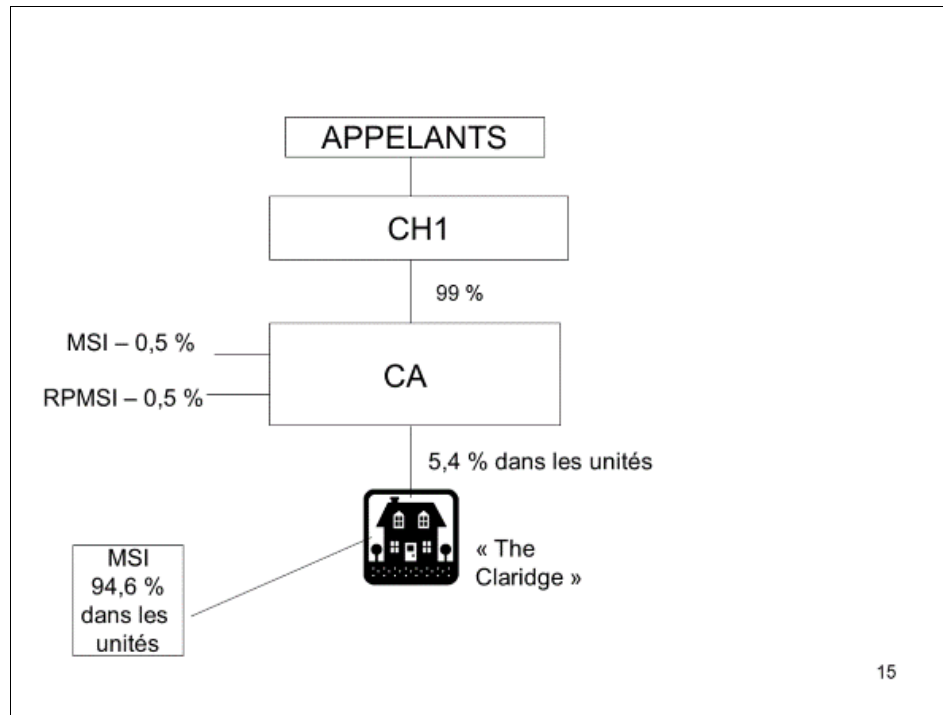 APPELANTS
CH1
99 %
MSI – 0,5 %
CA
RPMSI – 0,5 %
5,4 % dans les unités
« The
Claridge »
MSI
94,6 %
dans les
unités
15